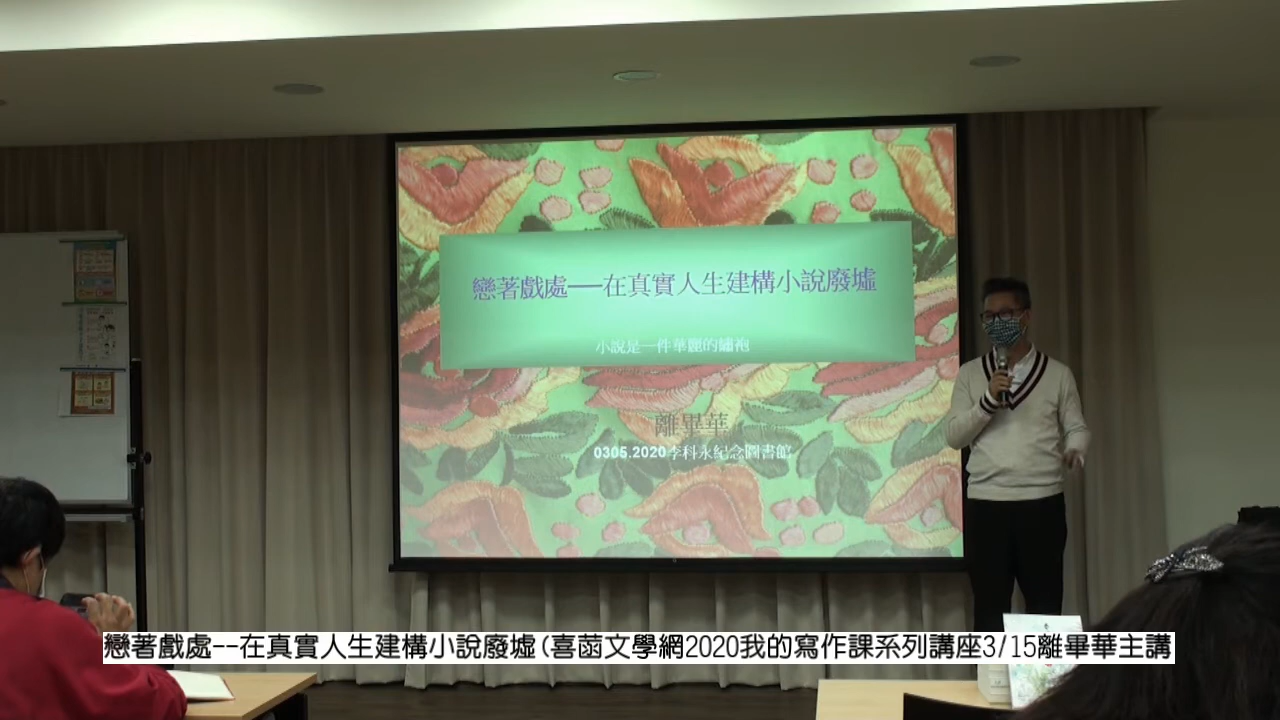 戀著戲處──在真實人生建構小說廢墟
小說是一件華麗的鏽袍
離畢華
0305.2020李科永紀念圖書館
戀著戲處--在真實人生建構小說廢墟(喜菡文學網2020我的寫作課系列講座3/15離畢華主講